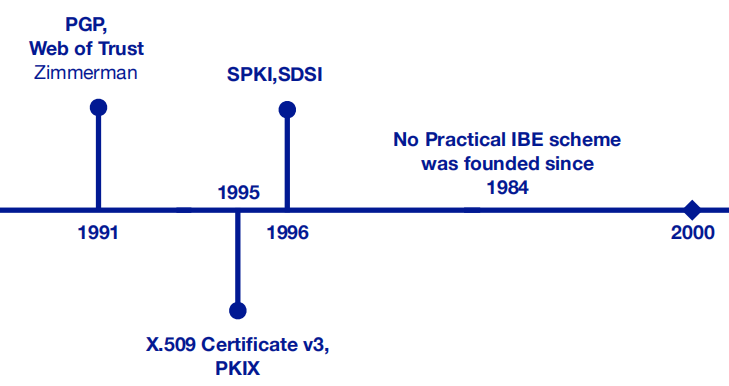 PGP,
Web of Trust
Zimmerman
1991
1995
X.509 Certificate v3,
PKIX
SPKI,SDSI
1996
No Practical IBE scheme
was founded since
1984
2000